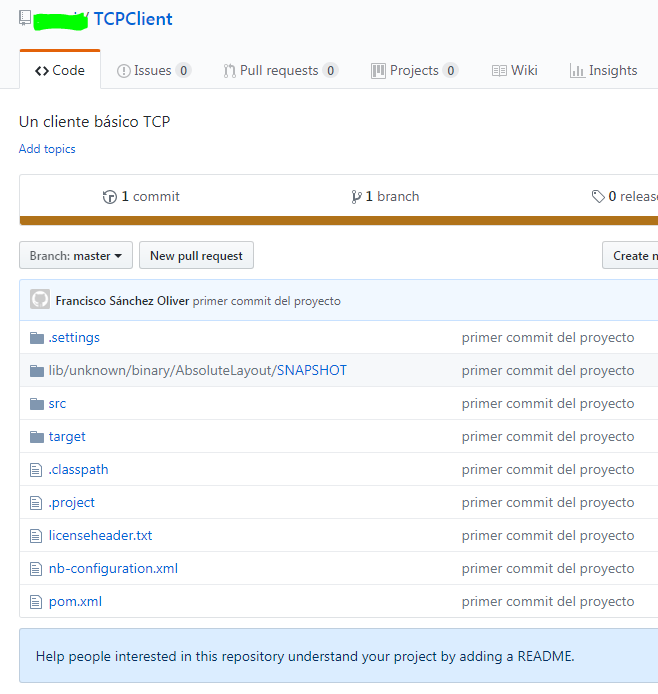 / TCPClient
Code Issues 0 Pull requests 0 Projects 0 Wiki Insights
Un cliente básico TCP
Add topics
1 commit 1 branch 0 release
Branch: master New pull request Create n
Francisco Sánchez Oliver primer commit del proyecto
.settings primer commit del proyecto
lib/unknown/binary/AbsoluteLayout/SNAPSHOT primer commit del proyecto
src primer commit del proyecto
target primer commit del proyecto
.classpath primer commit del proyecto
.project primer commit del proyecto
licenseheader.txt primer commit del proyecto
nb-configuration.xml primer commit del proyecto
pom.xml primer commit del proyecto
Help people interested in this repository understand your project by adding a README.